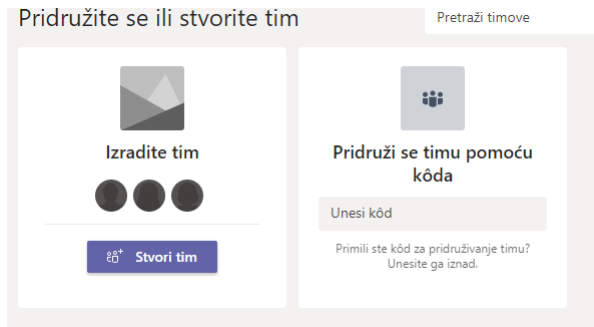 Pridružite se ili stvorite tim
Pretraži timove
Izradite tim
Stvori tim
Pridruži se timu pomoću
kôda
Unesi kôd
Primili ste kôd za pridruživanje timu?
Unesite ga iznad.